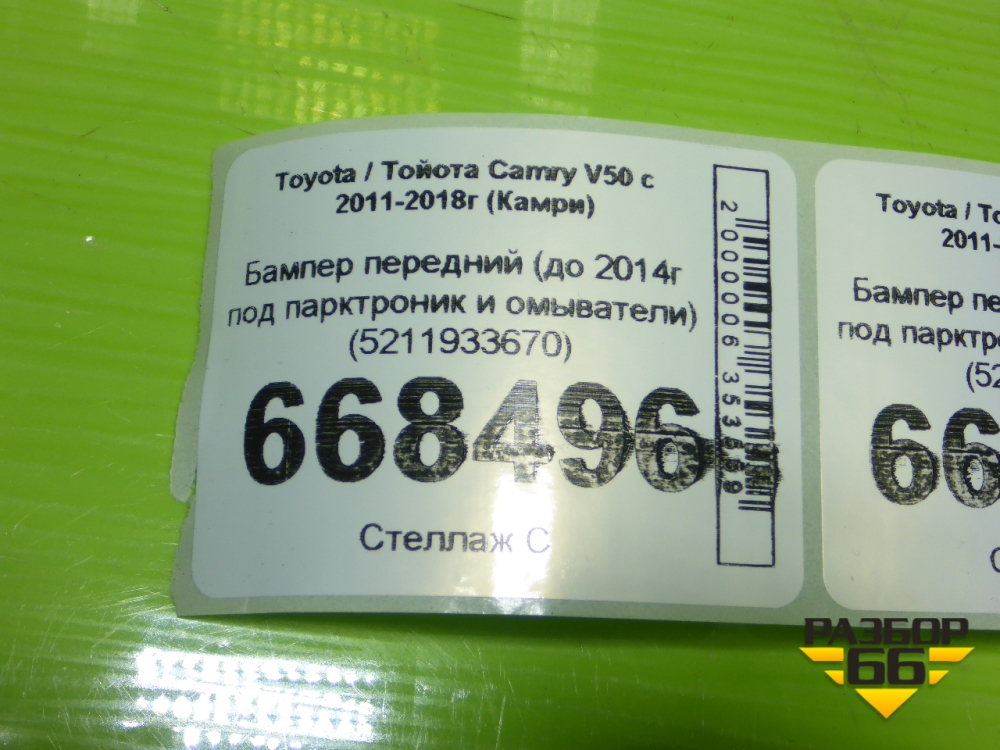 Toyota / Тойота Camry V50 с
2011-2018г (Камри)
Бампер передний (до 2014г
под парктроник и омыватели)
(5211933670)
668496
Стеллаж С
Toyota / То
2011-
Бампер пе
под парктро
(52
66
РАЗБОР
66